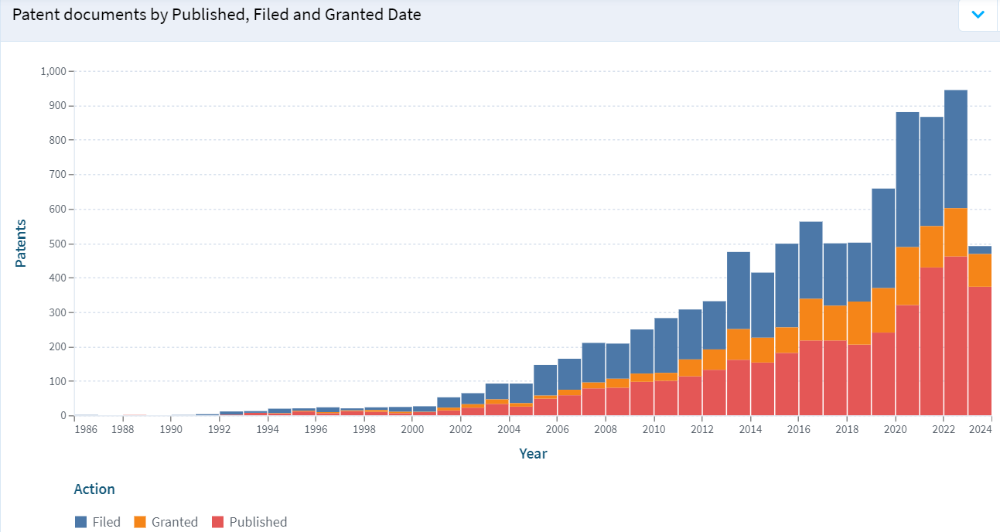 Patent documents by Published, Filed and Granted Date
1,000
900
800
700
600
500
400
300
200
100
0
Patents
1986 1988 1990 1992 1994 1996 1998 2000 2002 2004 2006 2008 2010 2012 2014 2016 2018 2020 2022 2024
Year
Action
Filed Granted Published